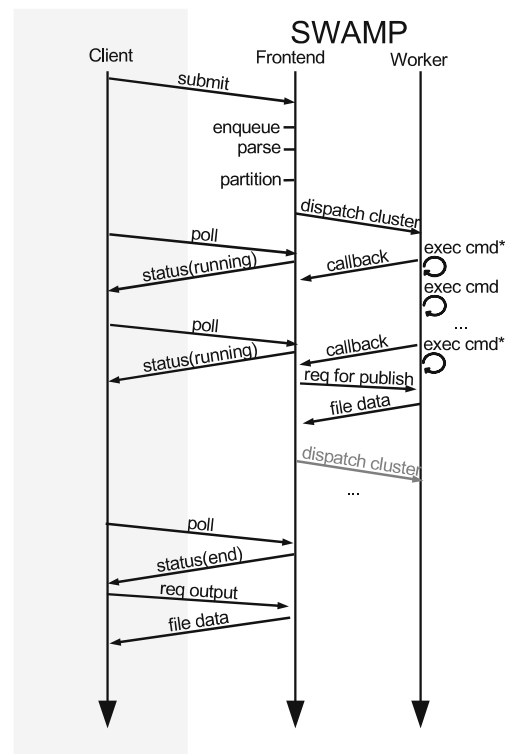 SWAMP
Client
Frontend
Worker
submit
enqueue
parse
partition
dispatch cluster
poll
exec cmd*
callback
status(running)
exec cmd
...
poll
callback
exec cmd*
status(running)
req for publish
file data
dispatch cluster
...
poll
status(end)
req output
file data